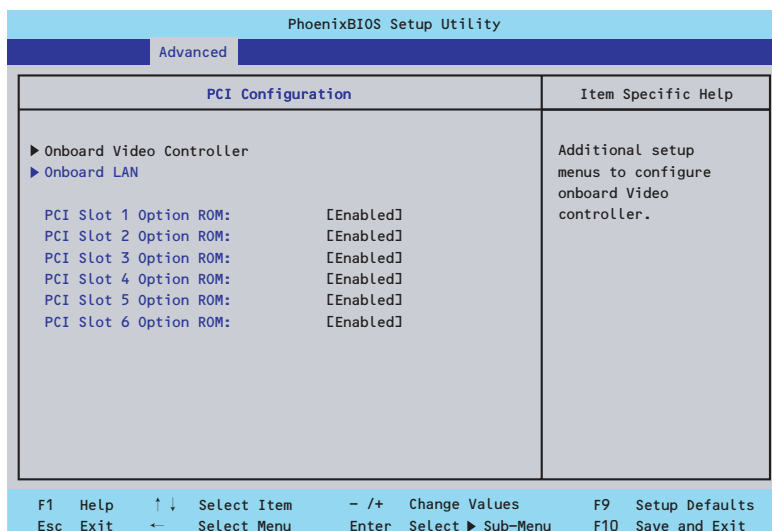 PhoenixBIOS Setup Utility
Advanced
PCI Configuration
Item Specific Help
▶ Onboard Video Controller
▶ Onboard LAN
PCI Slot 1 Option ROM: [Enabled]
PCI Slot 2 Option ROM: [Enabled]
PCI Slot 3 Option ROM: [Enabled]
PCI Slot 4 Option ROM: [Enabled]
PCI Slot 5 Option ROM: [Enabled]
PCI Slot 6 Option ROM: [Enabled]
Additional setup
menus to configure
onboard Video
controller.
F1 Help ↑↓ Select Item -/+ Change Values F9 Setup Defaults
Esc Exit ← Select Menu Enter Select ▶ Sub-Menu F10 Save and Exit